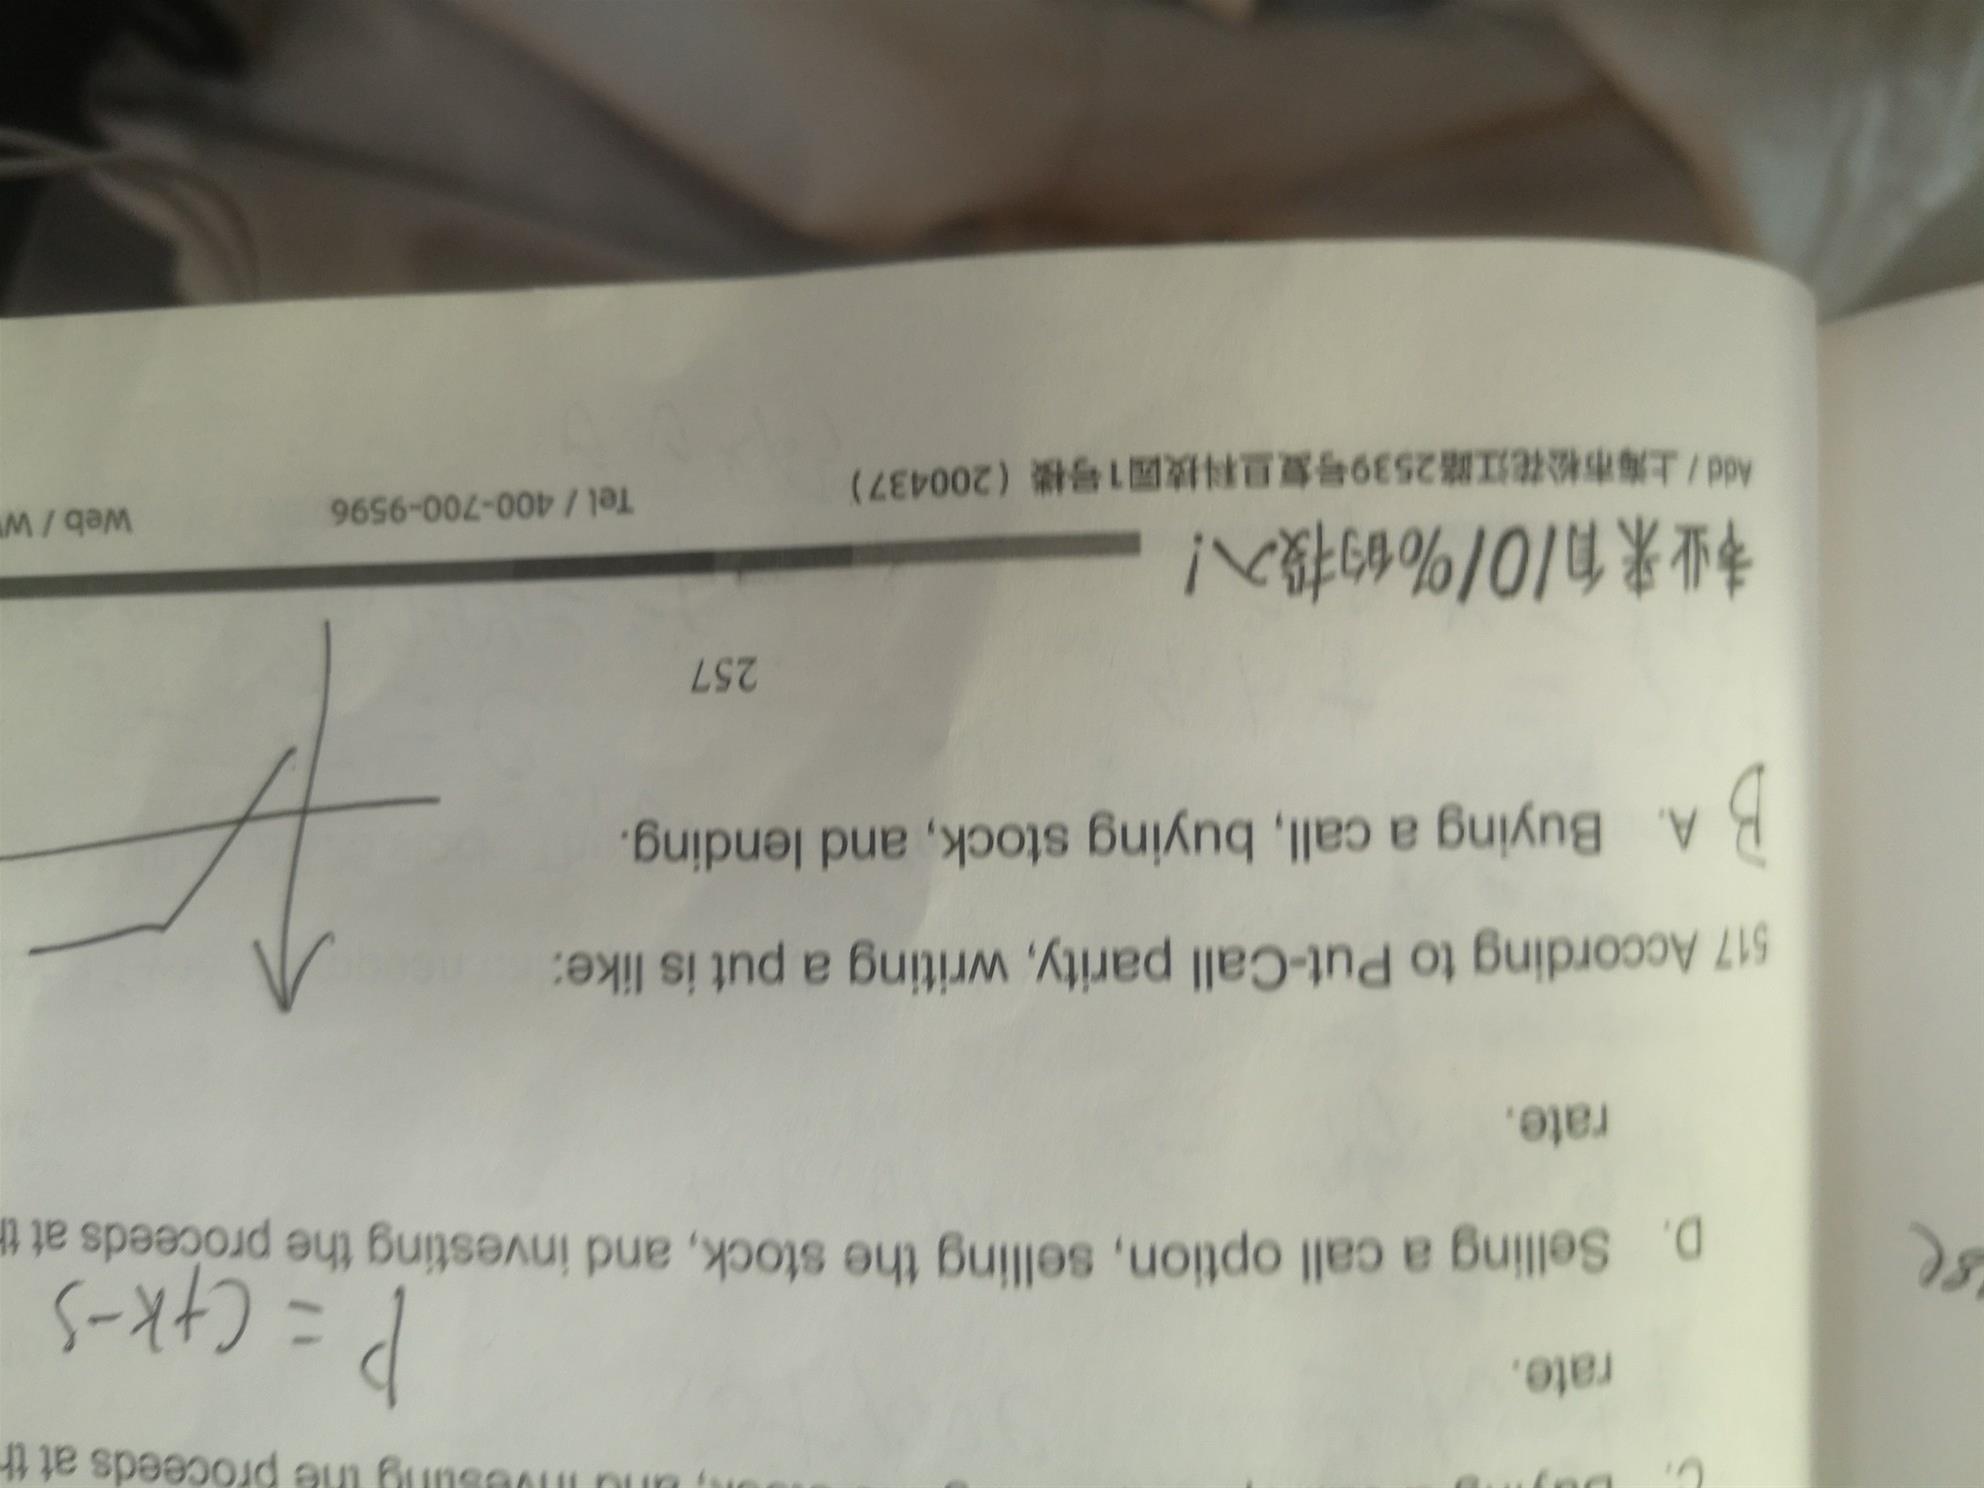 C.
rate.
P = C+K-S
D. Selling a call option, selling the stock, and investing the proceeds at
rate.
517 According to Put-Call parity, writing a put is like:
B A. Buying a call, buying stock, and lending.
257
专业来自101%的投入!
Add / 上海市松花江路2539号复旦科技园1号楼（200437） Tel / 400-700-9596 Web /